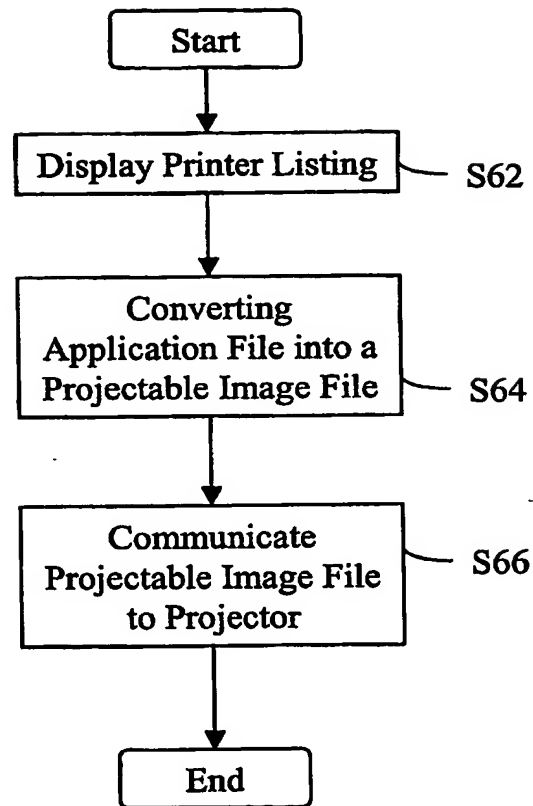 Start
Display Printer Listing
S62
Converting
Application File into a
Projectable Image File
S64
Communicate
Projectable Image File
to Projector
S66
End